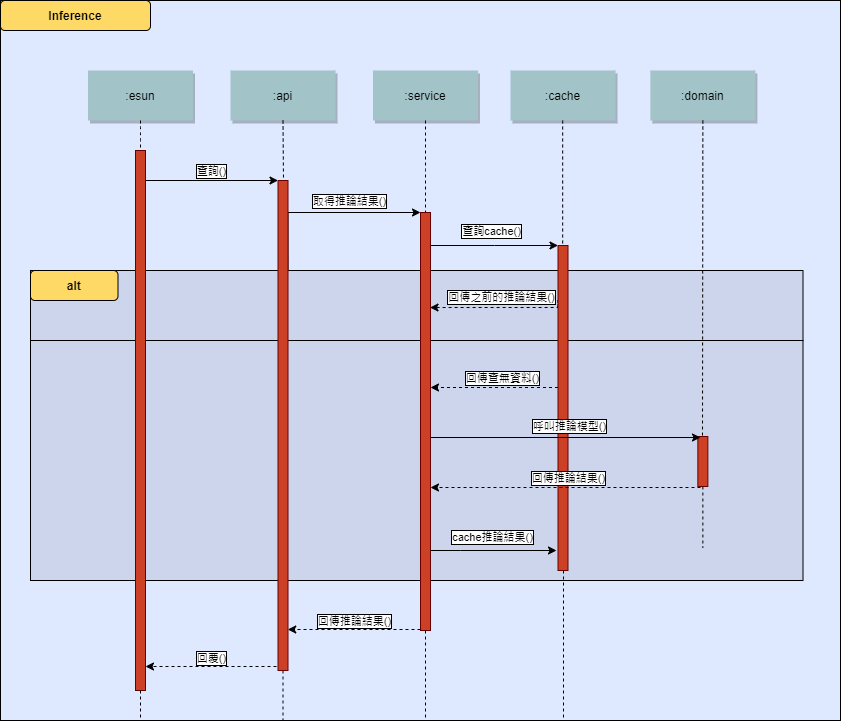 Inference
:esun
:api
:service
:cache
:domain
查詢()
取得推論結果()
查詢cache()
alt
回傳之前的推論結果()
回傳查無資料()
呼叫推論模型()
回傳推論結果()
cache推論結果()
回傳推論結果()
回覆()